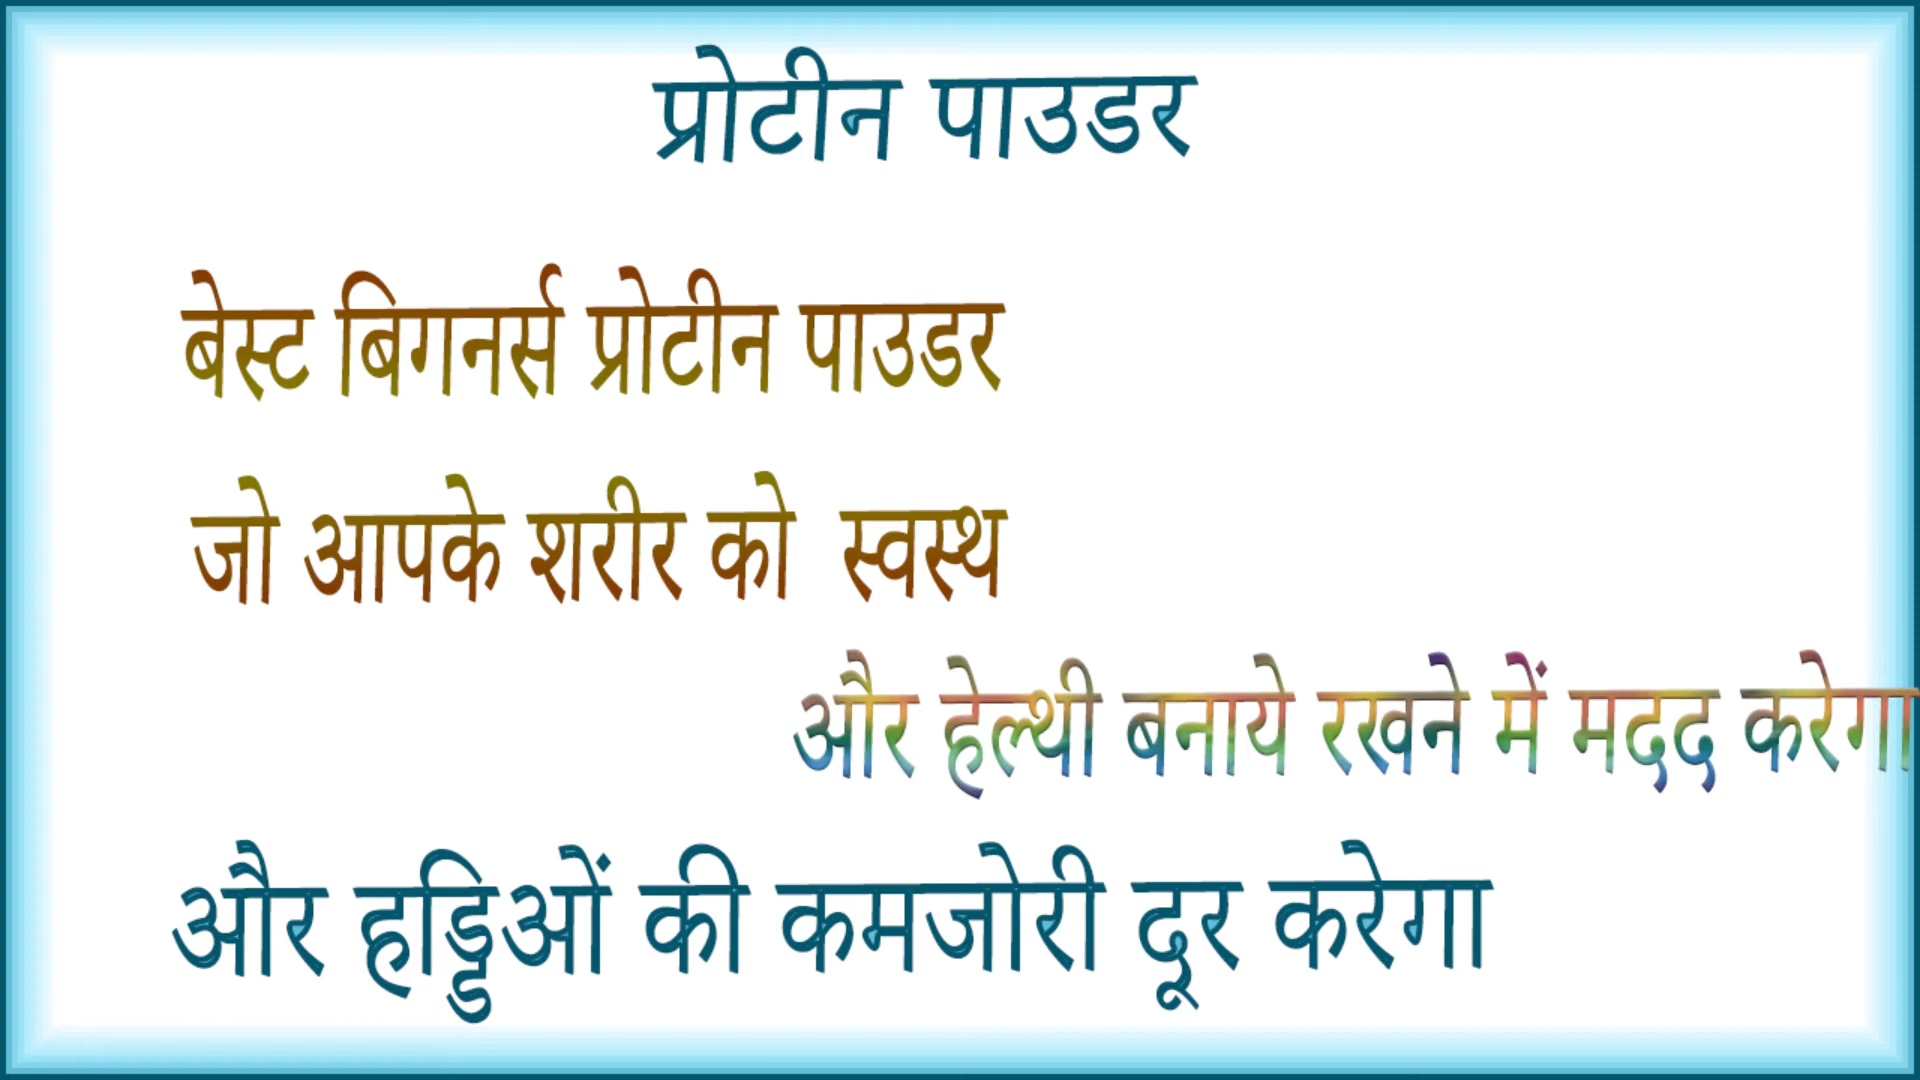 प्रोटीन पाउडर
बेस्ट बिगनर्स प्रोटीन पाउडर
जो आपके शरीर को स्वस्थ
और हेल्थी बनाये रखने में मदद करेगा
और हड्डिओं की कमजोरी दूर करेगा